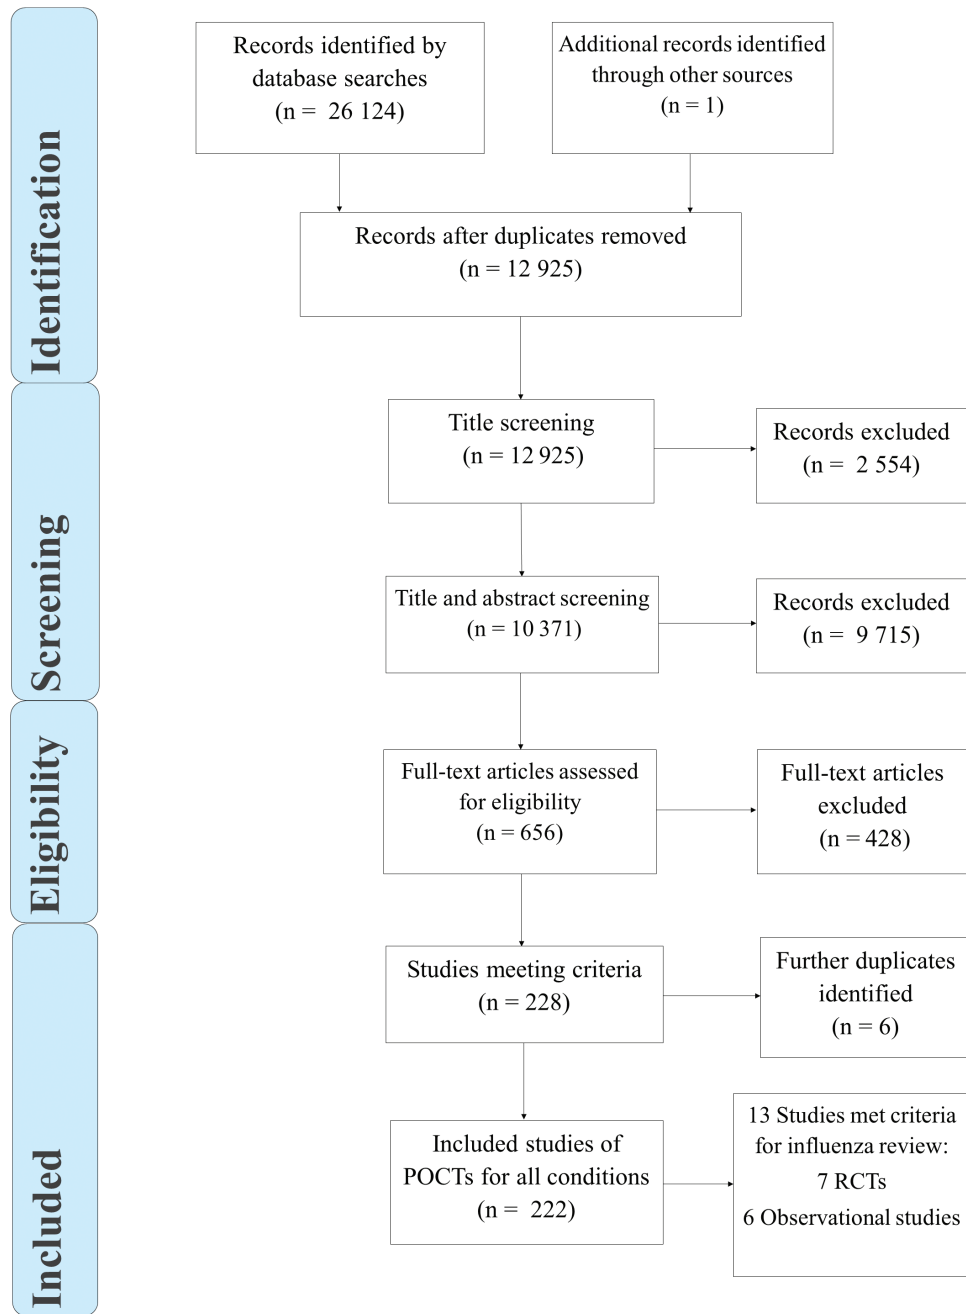 Identification
Records identified by
database searches
(n = 26 124)
Additional records identified
through other sources
(n = 1)
Records after duplicates removed
(n = 12 925)
Screening
Title screening
(n = 12 925)
Records excluded
(n = 2 554)
Title and abstract screening
(n = 10 371)
Records excluded
(n = 9 715)
Eligibility
Full-text articles assessed
for eligibility
(n = 656)
Full-text articles
excluded
(n = 428)
Included
Studies meeting criteria
(n = 228)
Further duplicates
identified
(n = 6)
Included studies of
POCTs for all conditions
(n = 222)
13 Studies met criteria
for influenza review:
7 RCTs
6 Observational studies